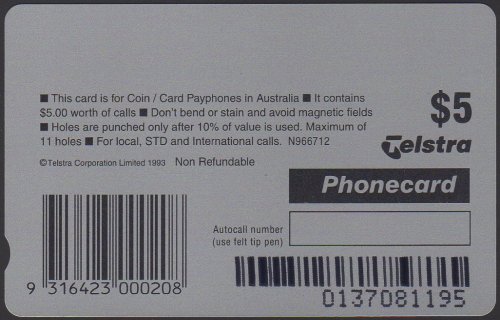 ■ This card is for Coin / Card Payphones in Australia ■ It contains
$5.00 worth of calls ■ Don't bend or stain and avoid magnetic fields
■ Holes are punched only after 10% of value is used. Maximum of
11 holes ■ For local, STD and International calls. N966712
©Telstra Corporation Limited 1993 Non Refundable
$5
Telstra
Phonecard
Autocall number
(use felt tip pen)
9 316423 000208
0137081195